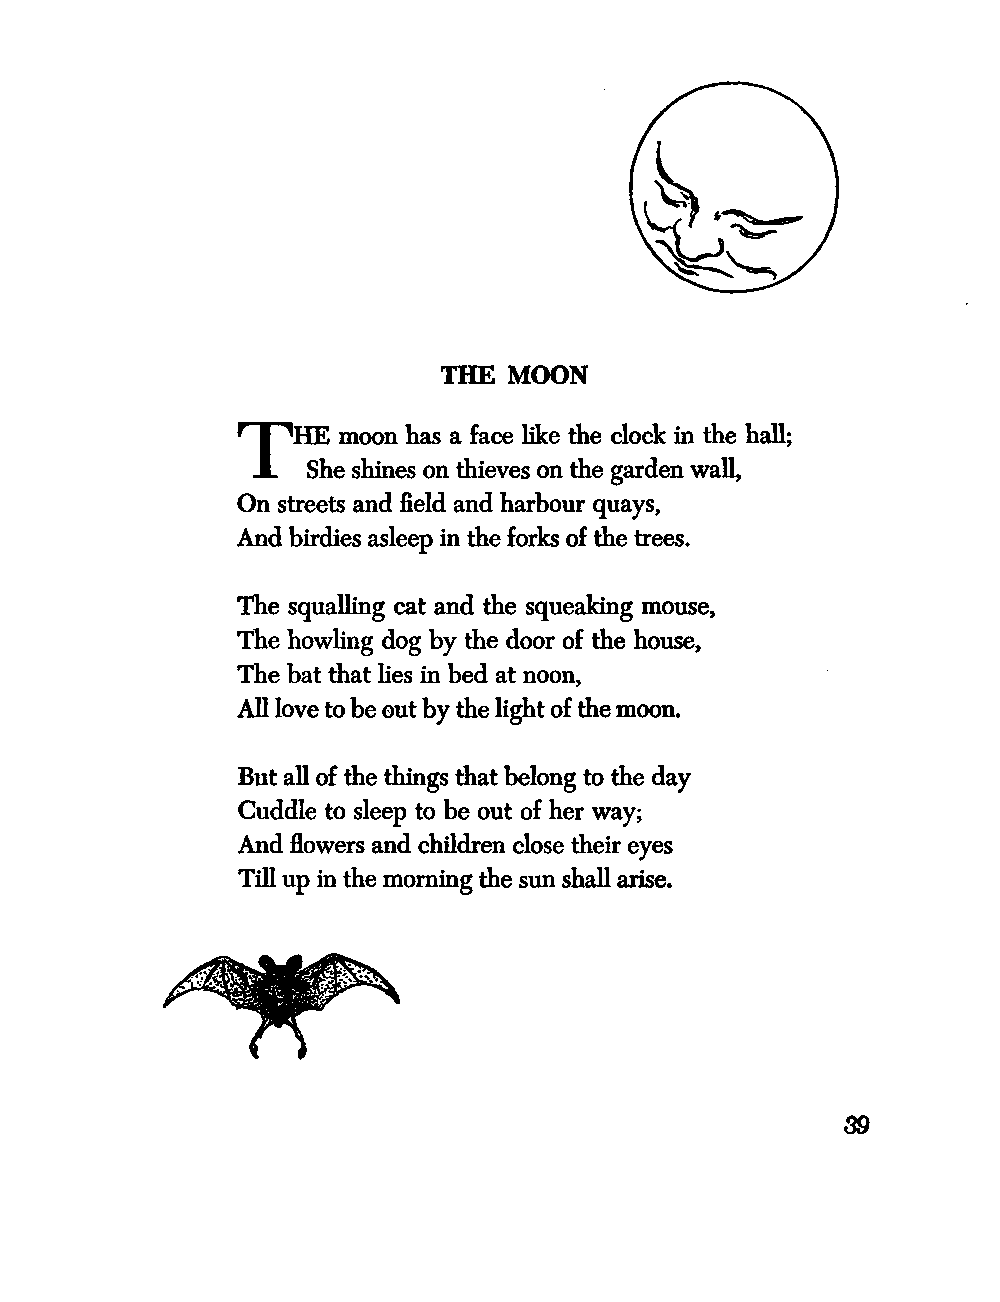 THE MOON
THE moon has a face like the clock in the hall;
She shines on thieves on the garden wall,
On streets and field and harbour quays,
And birdies asleep in the forks of the trees.
The squalling cat and the squeaking mouse,
The howling dog by the door of the house,
The bat that lies in bed at noon,
All love to be out by the light of the moon.
But all of the things that belong to the day
Cuddle to sleep to be out of her way;
And flowers and children close their eyes
Till up in the morning the sun shall arise.
39